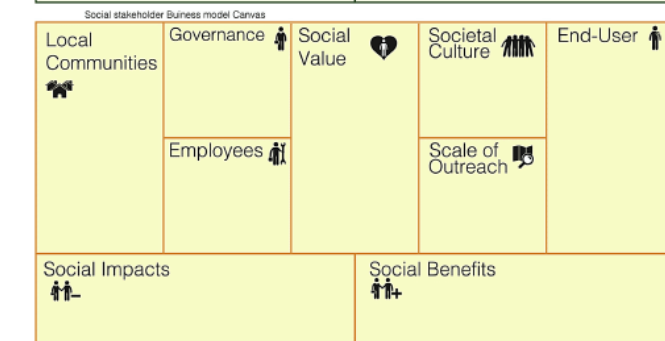 Social stakeholder Buiness model Canvas
Local
Communities
Governance
Employees
Social
Value
Societal
Culture
Scale of
Outreach
End-User
Social Impacts
Social Benefits